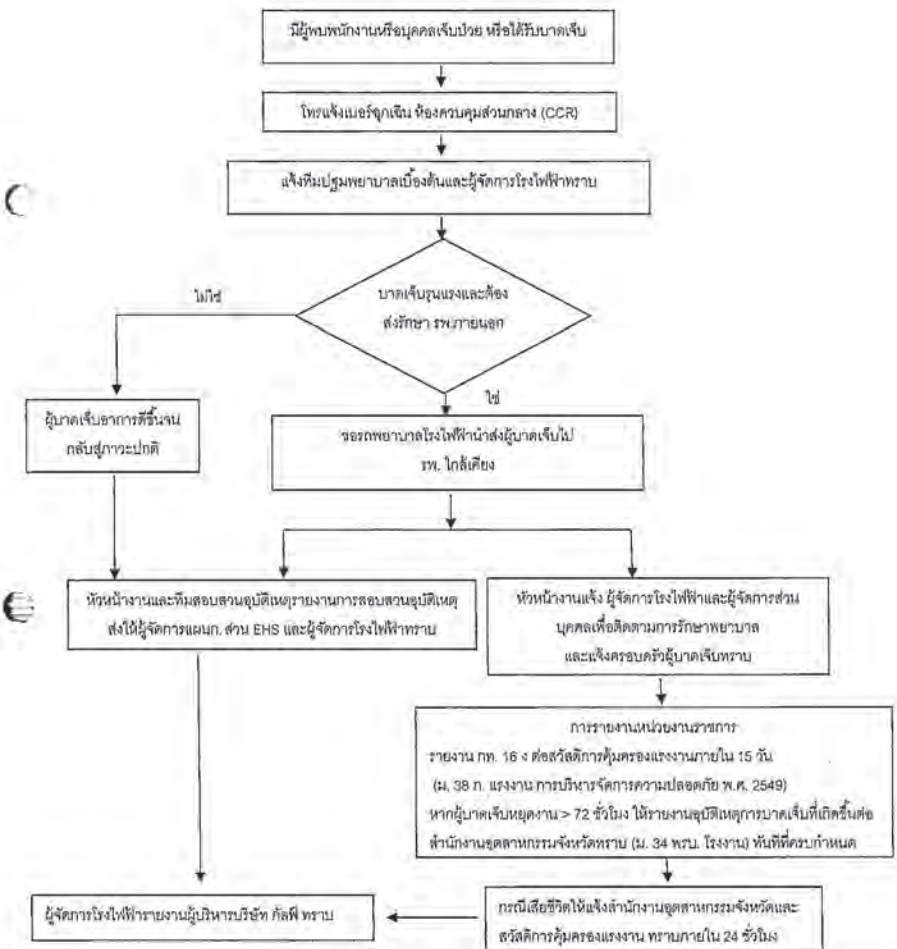 มีผู้พบพนักงานหรือบุคคลเจ็บป่วย หรือได้รับบาดเจ็บ
โทรแจ้งเบอร์ฉุกเฉิน ห้องควบคุมส่วนกลาง (CCR)
แจ้งทีมปฐมพยาบาลเบื้องต้นและผู้จัดการโรงไฟฟ้าทราบ
บาดเจ็บรุนแรงและต้อง
ส่งรักษา รพ.ภายนอก
ไม่ใช่
ใช่
ผู้บาดเจ็บอาการดีขึ้นจน
กลับสู่ภาวะปกติ
ขอรถพยาบาลโรงไฟฟ้านำส่งผู้บาดเจ็บไป
รพ. ใกล้เคียง
หัวหน้างานและทีมสอบสวนอุบัติเหตุรายงานการสอบสวนอุบัติเหตุ
ส่งให้ผู้จัดการแผนก. ส่วน EHS และผู้จัดการโรงไฟฟ้าทราบ
หัวหน้างานแจ้ง ผู้จัดการโรงไฟฟ้าและผู้จัดการส่วน
บุคคลเพื่อติดตามการรักษาพยาบาล
และแจ้งครอบครัวผู้บาดเจ็บทราบ
การรายงานหน่วยงานราชการ
รายงาน กท. 16 ง ต่อสวัสดิการคุ้มครองแรงงานภายใน 15 วัน
(ม. 38 ก. แรงงาน การบริหารจัดการความปลอดภัย พ.ศ. 2549)
หากผู้บาดเจ็บหยุดงาน > 72 ชั่วโมง ให้รายงานอุบัติเหตุการบาดเจ็บที่เกิดขึ้นต่อ
สำนักงานอุตสาหกรรมจังหวัดทราบ (ม. 34 พรบ. โรงงาน) ทันทีที่ครบกำหนด
ผู้จัดการโรงไฟฟ้ารายงานผู้บริหารบริษัท กัลฟ์ ทราบ
กรณีเสียชีวิตให้แจ้งสำนักงานอุตสาหกรรมจังหวัดและ
สวัสดิการคุ้มครองแรงงาน ทราบภายใน 24 ชั่วโมง